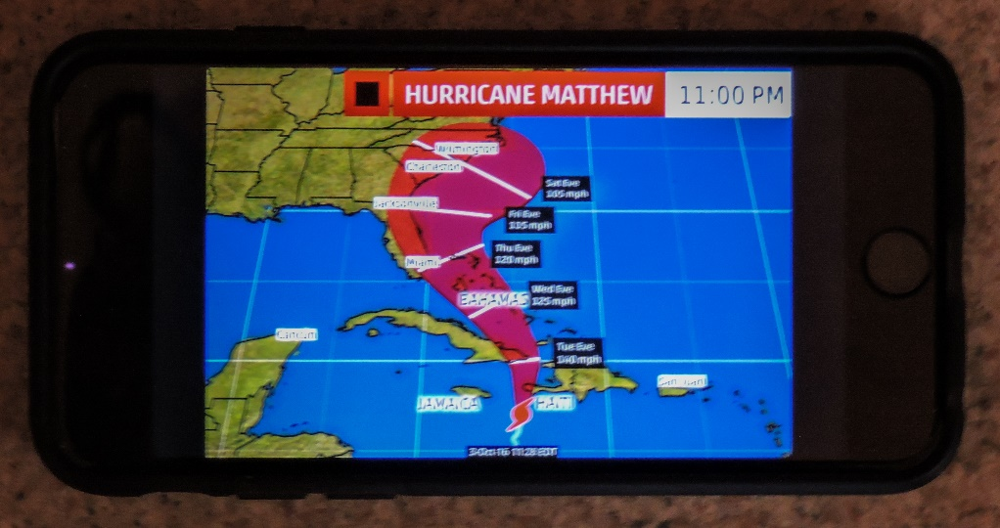 HURRICANE MATTHEW
11:00 PM
Wilmington
Charleston
Sat Eve
105 mph
Jacksonville
Fri Eve
115 mph
Thu Eve
120 mph
Miami
BAHAMAS
Wed Eve
125 mph
Cancun
Tue Eve
140 mph
San Juan
JAMAICA
HAITI